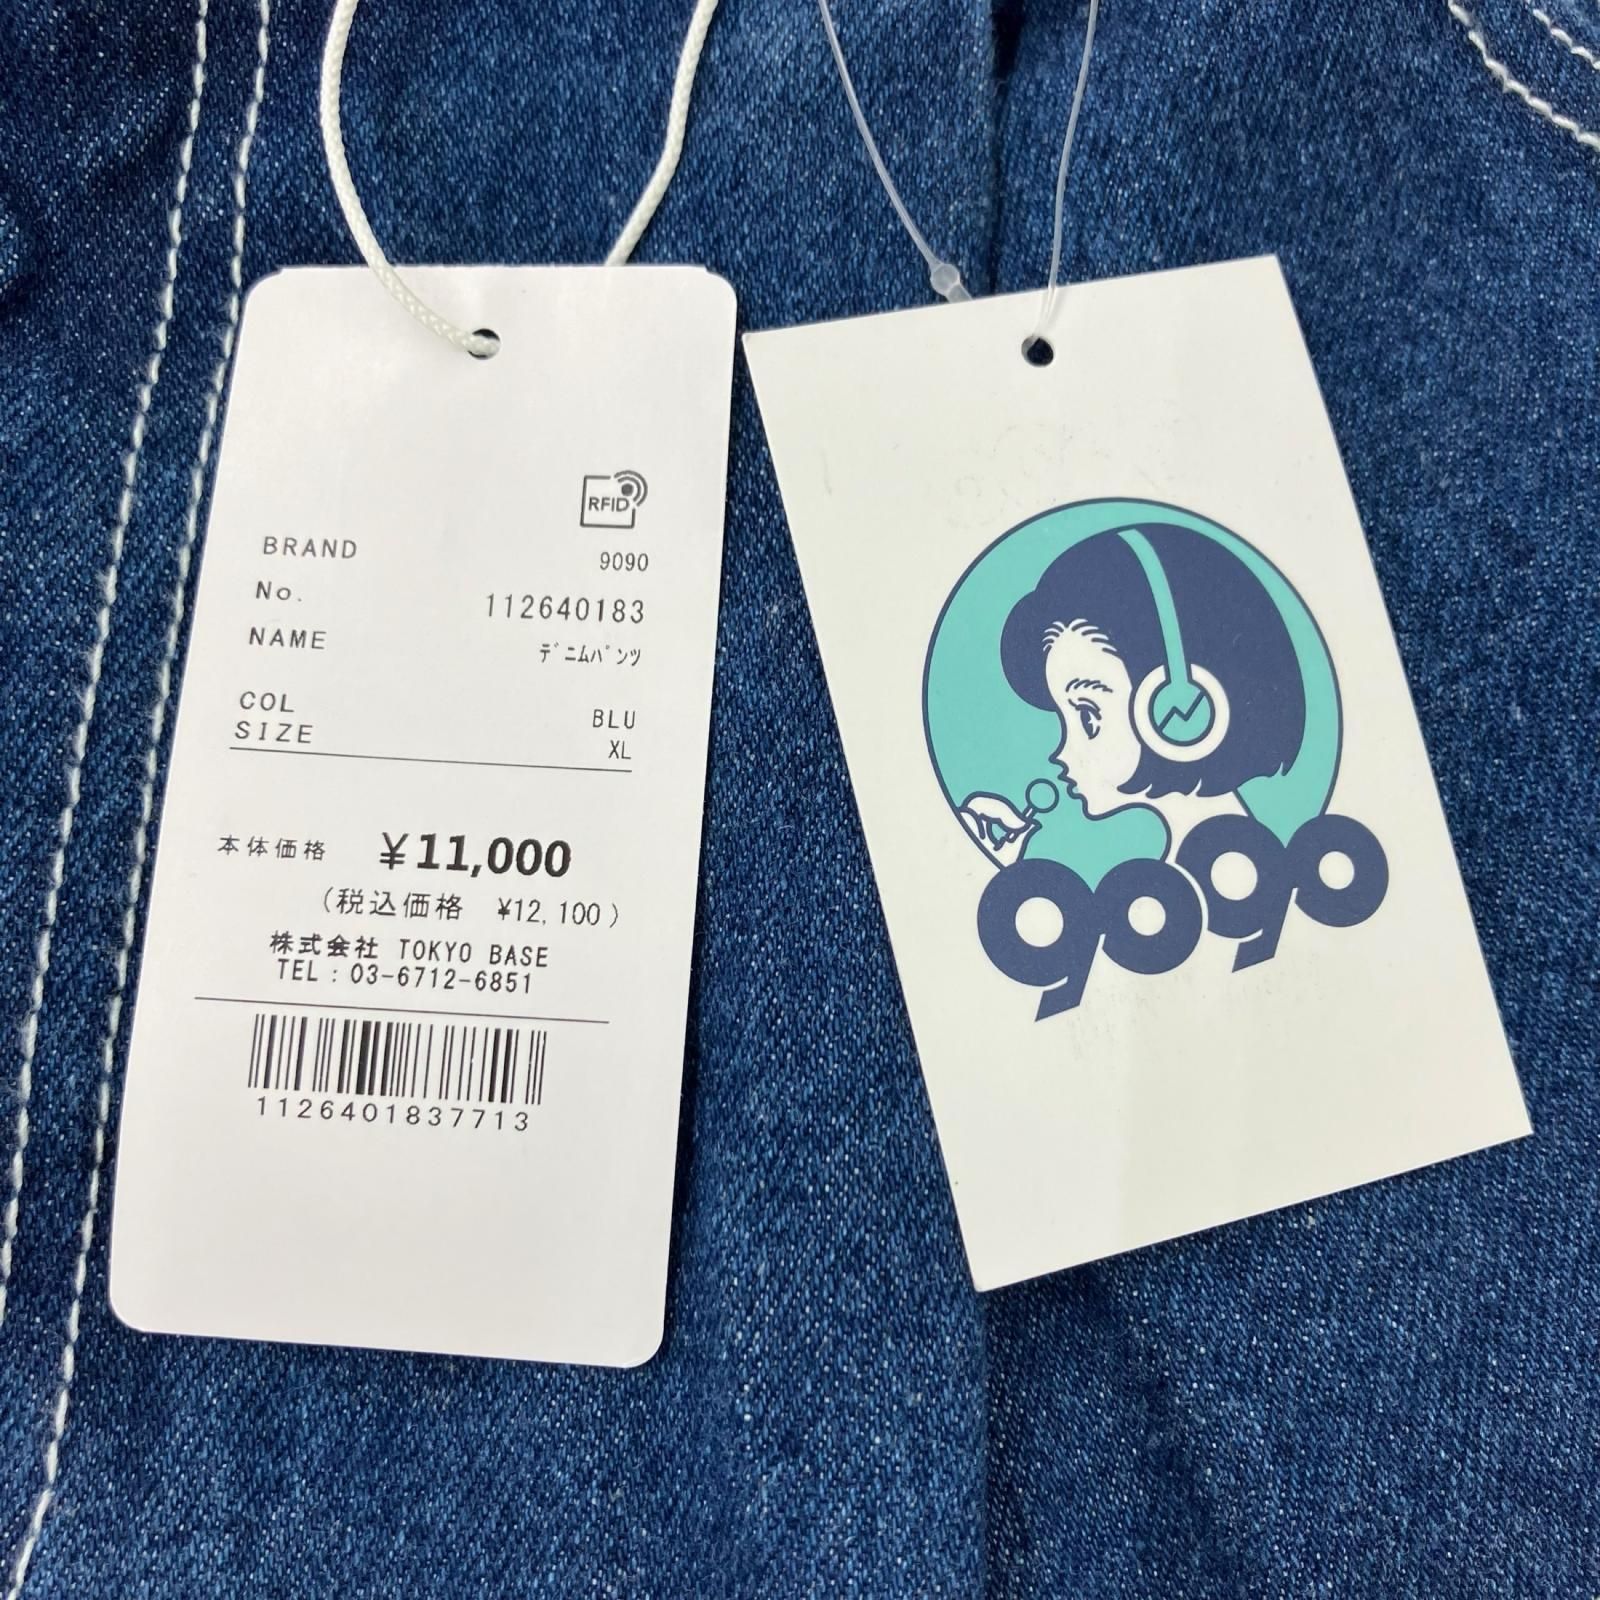 RFID
BRAND 9090
No. 112640183
NAME ﾃﾞﾆﾑﾊﾟﾝﾂ
COL BLU
SIZE XL
本体価格 ¥11,000
(税込価格 ¥12,100)
株式会社 TOKYO BASE
TEL:03-6712-6851
1126401837713
9090